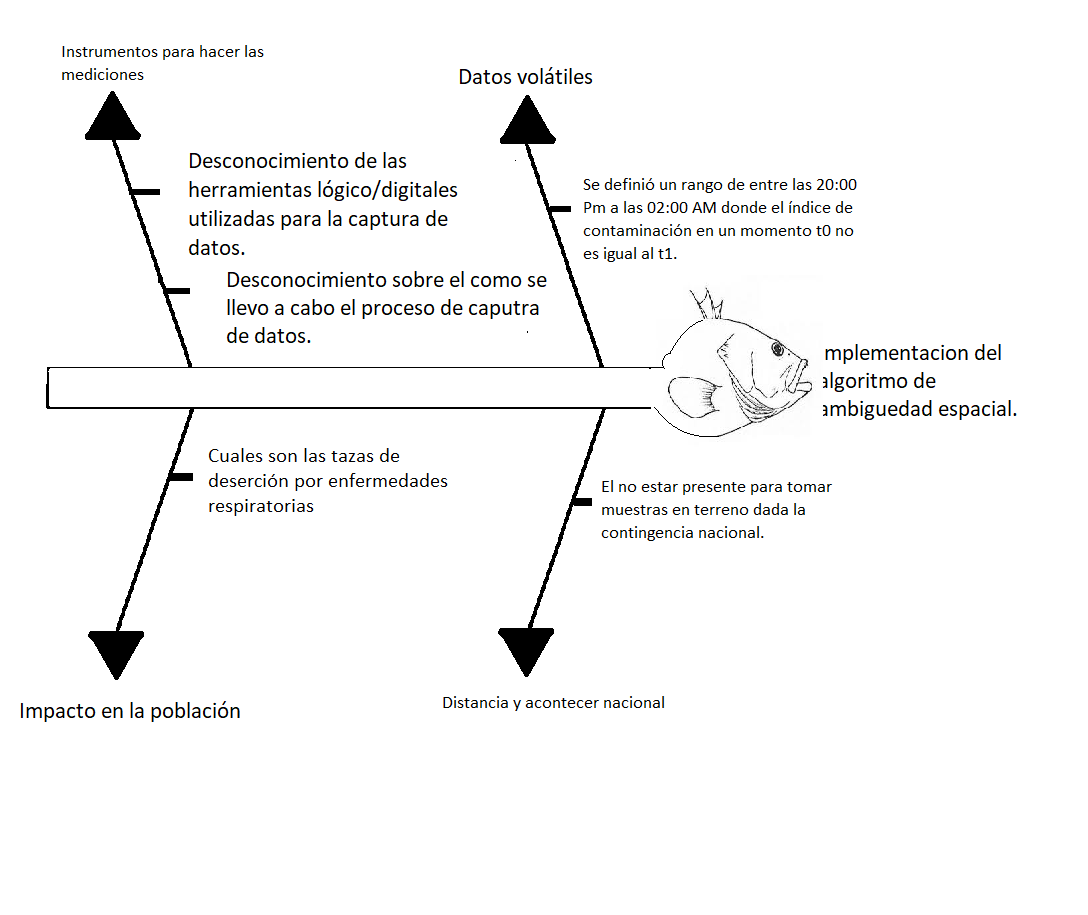 Instrumentos para hacer las
mediciones
Datos volátiles
Desconocimiento de las
herramientas lógico/digitales
utilizadas para la captura de
datos.
Se definió un rango de entre las 20:00
Pm a las 02:00 AM donde el índice de
contaminación en un momento t0 no
es igual al t1.
Desconocimiento sobre el como se
llevo a cabo el proceso de caputra
de datos.
mplementacion del
algoritmo de
ambiguedad espacial.
Cuales son las tazas de
deserción por enfermedades
respiratorias
El no estar presente para tomar
muestras en terreno dada la
contingencia nacional.
Impacto en la población
Distancia y acontecer nacional